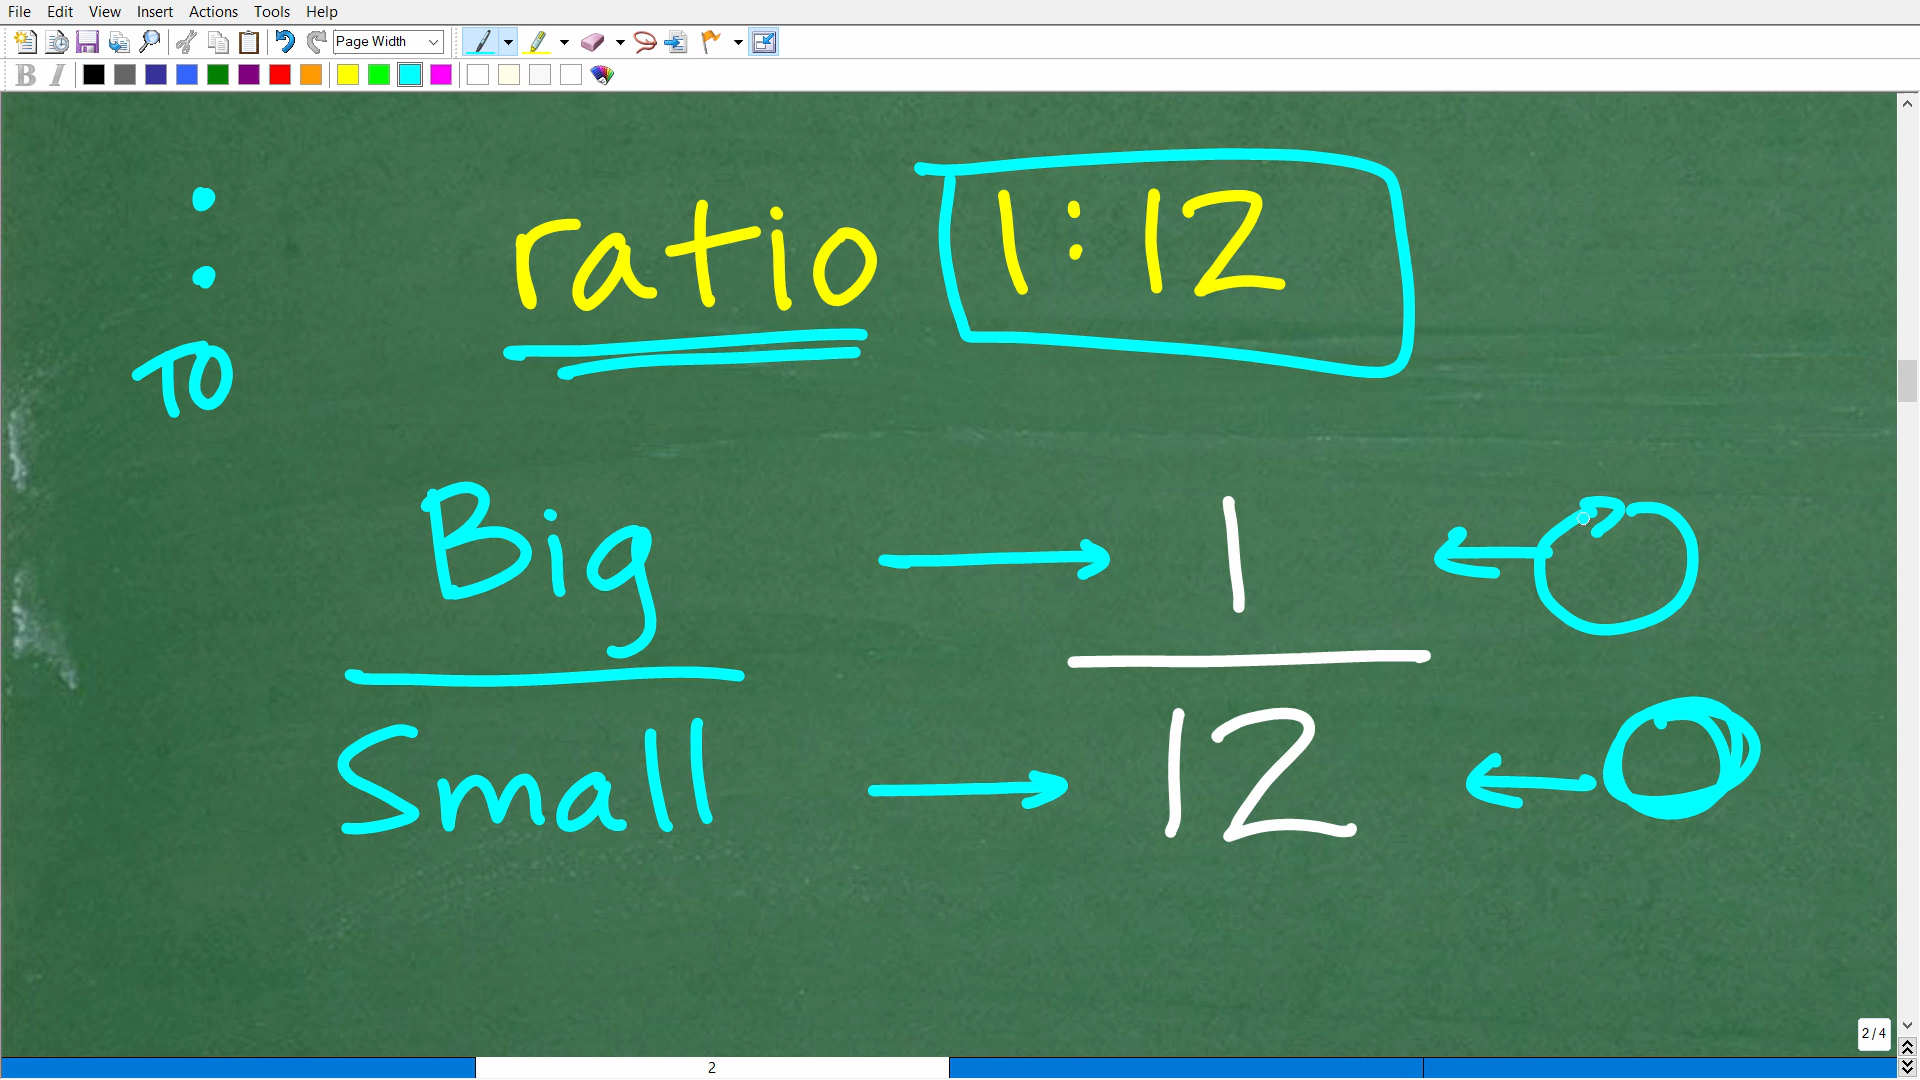 File Edit View Insert Actions Tools Help
Page Width
B I
:
TO
ratio 1:12
Big 1
Small 12
2 / 4
2